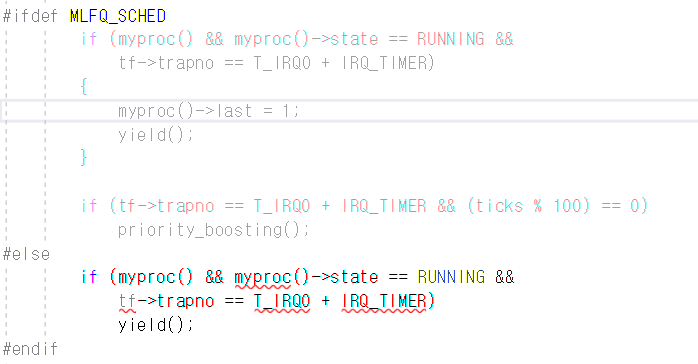 #ifdef MLFQ_SCHED
if (myproc() && myproc()->state == RUNNING &&
tf->trapno == T_IRQ0 + IRQ_TIMER)
{
myproc()->last = 1;
yield();
}
if (tf->trapno == T_IRQ0 + IRQ_TIMER && (ticks % 100) == 0)
priority_boosting();
#else
if (myproc() && myproc()->state == RUNNING &&
tf->trapno == T_IRQ0 + IRQ_TIMER)
yield();
#endif